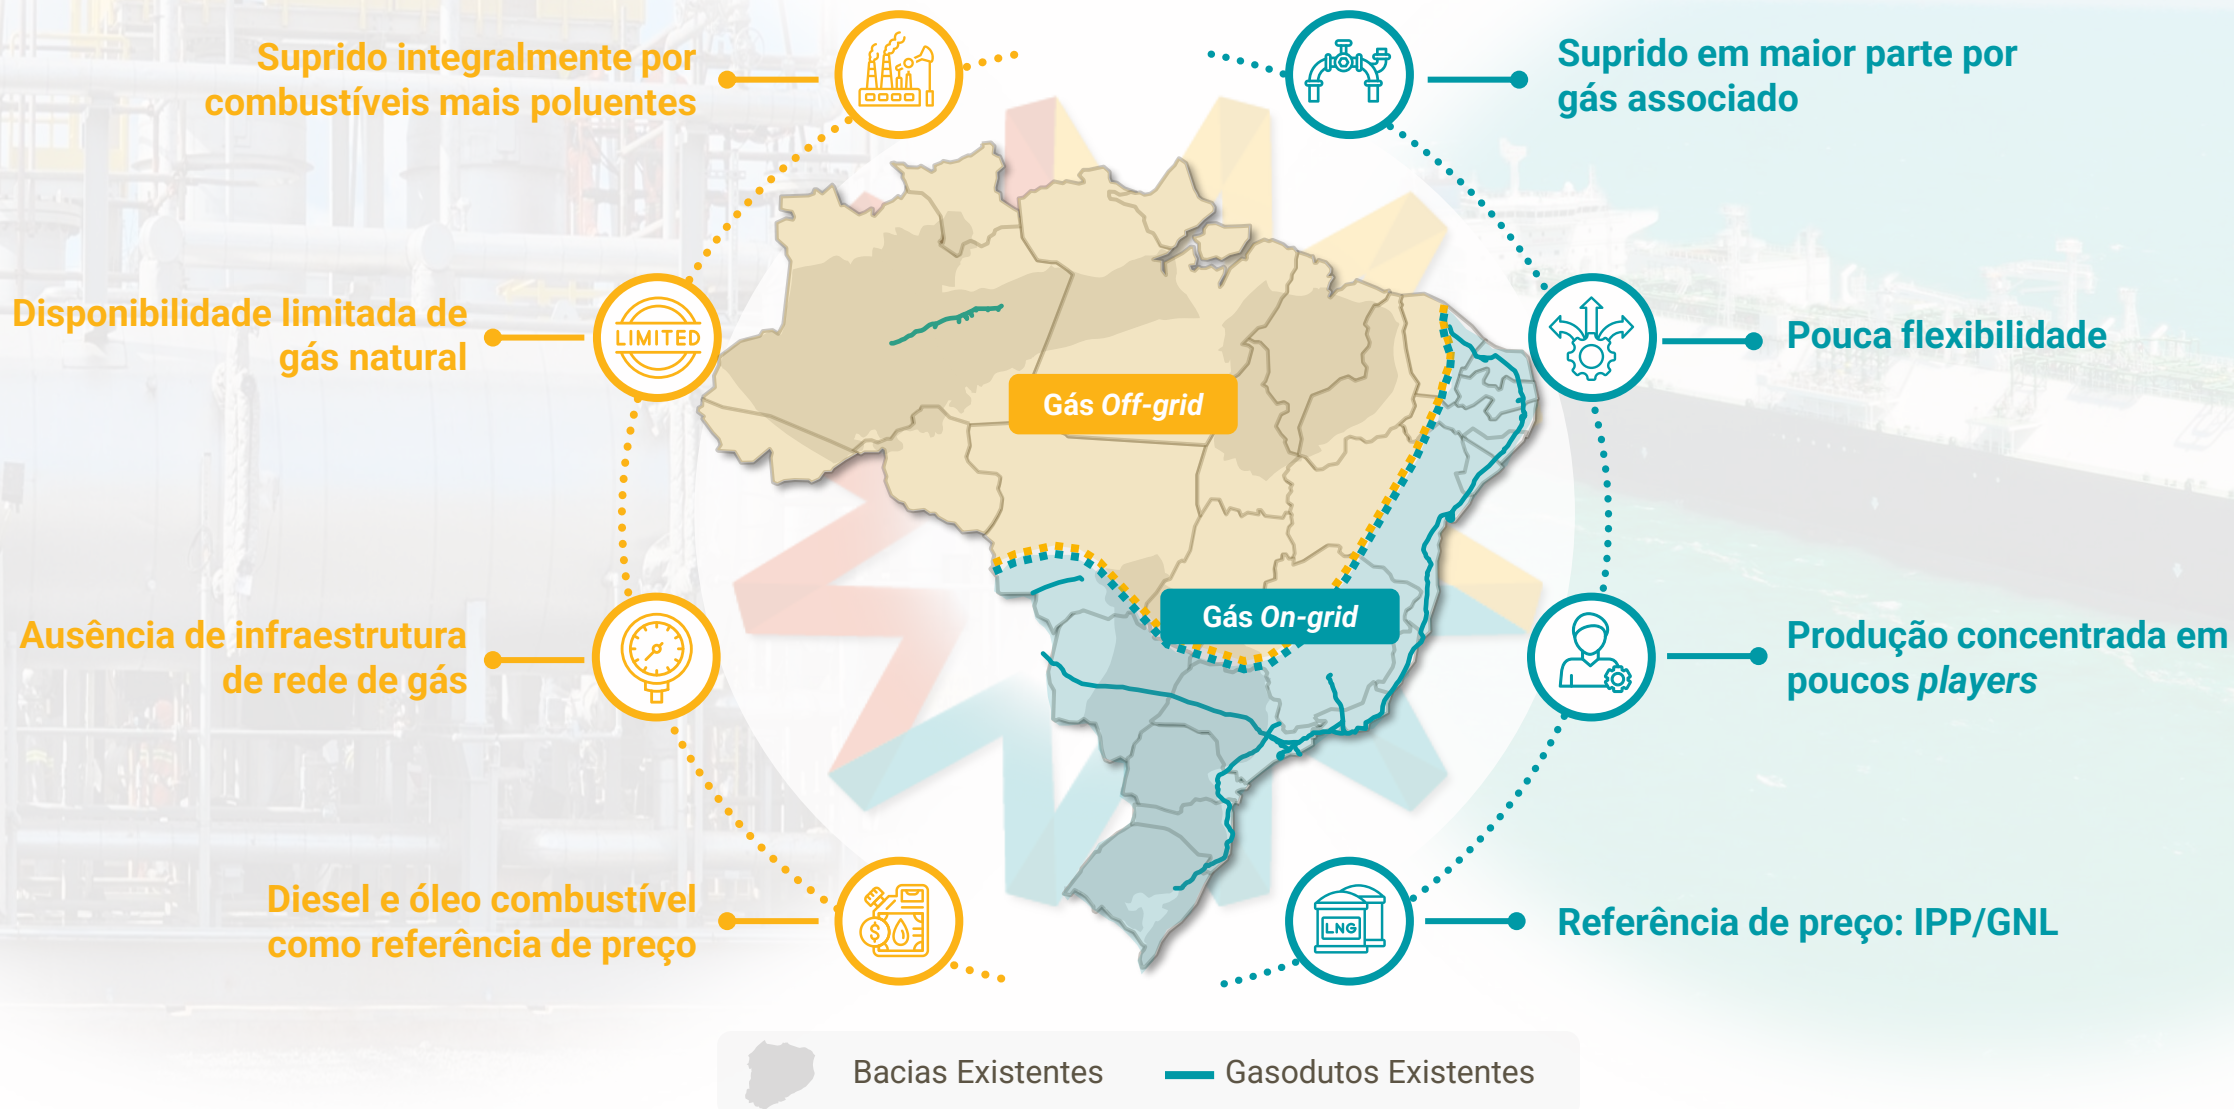 Suprido integralmente por
combustíveis mais poluentes
Disponibilidade limitada de
gás natural
LIMITED
Ausência de infraestrutura
de rede de gás
Diesel e óleo combustível
como referência de preço
Gás Off-grid
Gás On-grid
Suprido em maior parte por
gás associado
Pouca flexibilidade
Produção concentrada em
poucos players
LNG
Referência de preço: IPP/GNL
Bacias Existentes
Gasodutos Existentes